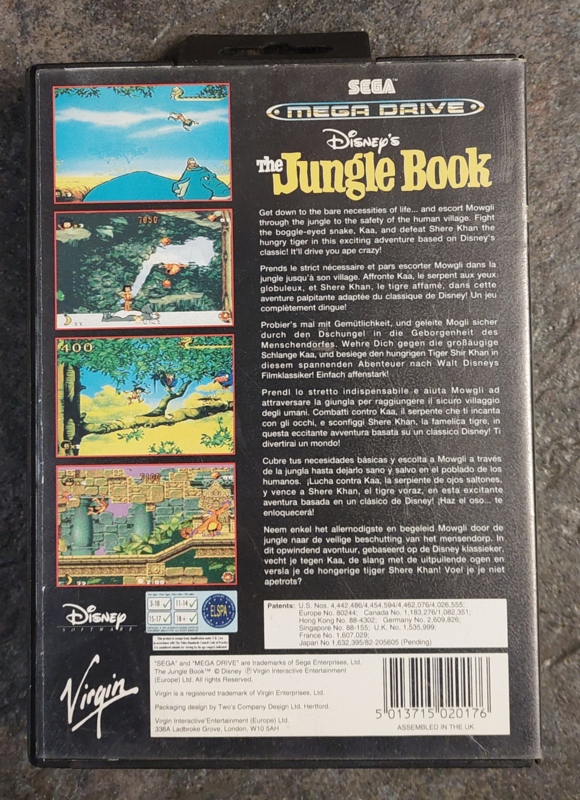 SEGA™
MEGA DRIVE
DISNEY'S
The Jungle Book
Get down to the bare necessities of life... and escort Mowgli
through the jungle to the safety of the human village. Fight
the boggle-eyed snake, Kaa, and defeat Shere Khan the
hungry tiger in this exciting adventure based on Disney's
classic! It'll drive you ape crazy!
Prends le strict nécessaire et pars escorter Mowgli dans la
jungle jusqu'à son village. Affronte Kaa, le serpent aux yeux
globuleux, et Shere Khan, le tigre affamé, dans cette
aventure palpitante adaptée du classique de Disney! Un jeu
complètement dingue!
Probier's mal mit Gemütlichkeit, und geleite Mogli sicher
durch den Dschungel in die Geborgenheit des
Menschendorfes. Wehre Dich gegen die großäugige
Schlange Kaa, und besiege den hungrigen Tiger Shir Khan in
diesem spannenden Abenteuer nach Walt Disneys
Filmklassiker! Einfach affenstark!
Prendi lo stretto indispensabile e aiuta Mowgli ad
attraversare la giungla per raggiungere il sicuro villaggio
degli umani. Combatti contro Kaa, il serpente che ti incanta
con gli occhi, e sconfiggi Shere Khan, la famelica tigre, in
questa eccitante avventura basata su un classico Disney! Ti
divertirai un mondo!
Cubre tus necesidades básicas y escolta a Mowgli a través
de la jungla hasta dejarlo sano y salvo en el poblado de los
humanos. ¡Lucha contra Kaa, la serpiente de ojos saltones,
y vence a Shere Khan, el tigre voraz, en esta excitante
aventura basada en un clásico de Disney! ¡Haz el oso... te
enloquecerá!
Neem enkel het allernodigste en begeleid Mowgli door de
jungle naar de veilige beschutting van het mensendorp. In
dit opwindend avontuur, gebaseerd op de Disney klassieker,
vecht je tegen Kaa, de slang met de uitpuilende ogen en
versla je de hongerige tijger Shere Khan! Voel je je niet
apetrots?
7650
400
DISNEY
SOFTWARE
3-10 11-14
15-17 18+
ELSPA
Patents: U.S. Nos. 4,442,486/4,454,594/4,462,076/4,026,555;
Europe No. 80244; Canada No. 1,183,276/1,082,351;
Hong Kong No. 88-4302; Germany No. 2,609,826;
Singapore No. 88-155; U.K. No. 1,535,999;
France No. 1,607,029;
Japan No 1,632,395/82-205605 (Pending)
Virgin
"SEGA" and "MEGA DRIVE" are trademarks of Sega Enterprises, Ltd.
The Jungle Book™ © Disney Ⓟ Virgin Interactive Entertainment
(Europe) Ltd. All rights Reserved.
Virgin is a registered trademark of Virgin Enterprises, Ltd.
Packaging design by Two's Company Design Ltd. Hertford.
Virgin Interactive Entertainment (Europe) Ltd.
338A Ladbroke Grove, London, W10 5AH
5 013715 020176
ASSEMBLED IN THE UK